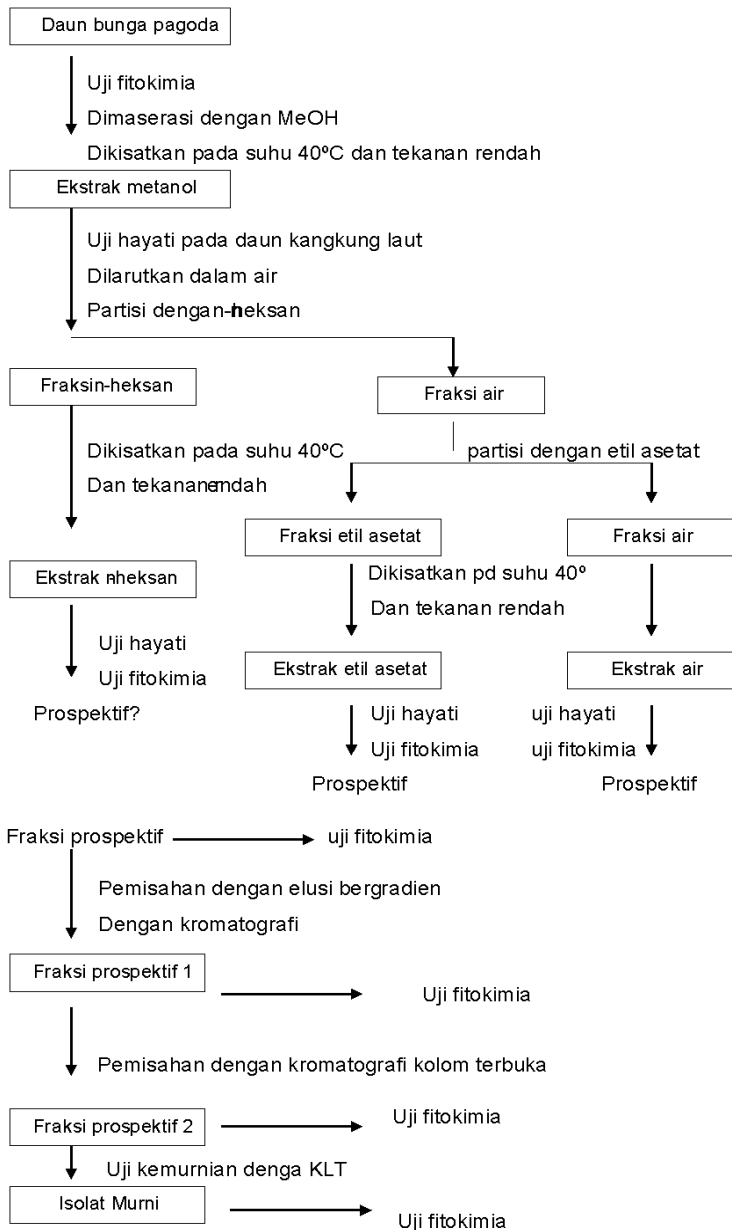 Daun bunga pagoda
Uji fitokimia
Dimaserasi dengan MeOH
Dikisatkan pada suhu 40ºC dan tekanan rendah
Ekstrak metanol
Uji hayati pada daun kangkung laut
Dilarutkan dalam air
Partisi dengan n-heksan
Fraksi n-heksan
Fraksi air
Dikisatkan pada suhu 40ºC
Dan tekanan rendah
partisi dengan etil asetat
Fraksi etil asetat
Fraksi air
Ekstrak n-heksan
Dikisatkan pd suhu 40º
Dan tekanan rendah
Uji hayati
Uji fitokimia
Prospektif?
Ekstrak etil asetat
Ekstrak air
Uji hayati
Uji fitokimia
Prospektif
uji hayati
uji fitokimia
Prospektif
Fraksi prospektif
uji fitokimia
Pemisahan dengan elusi bergradien
Dengan kromatografi
Fraksi prospektif 1
Uji fitokimia
Pemisahan dengan kromatografi kolom terbuka
Fraksi prospektif 2
Uji fitokimia
Uji kemurnian denga KLT
Isolat Murni
Uji fitokimia